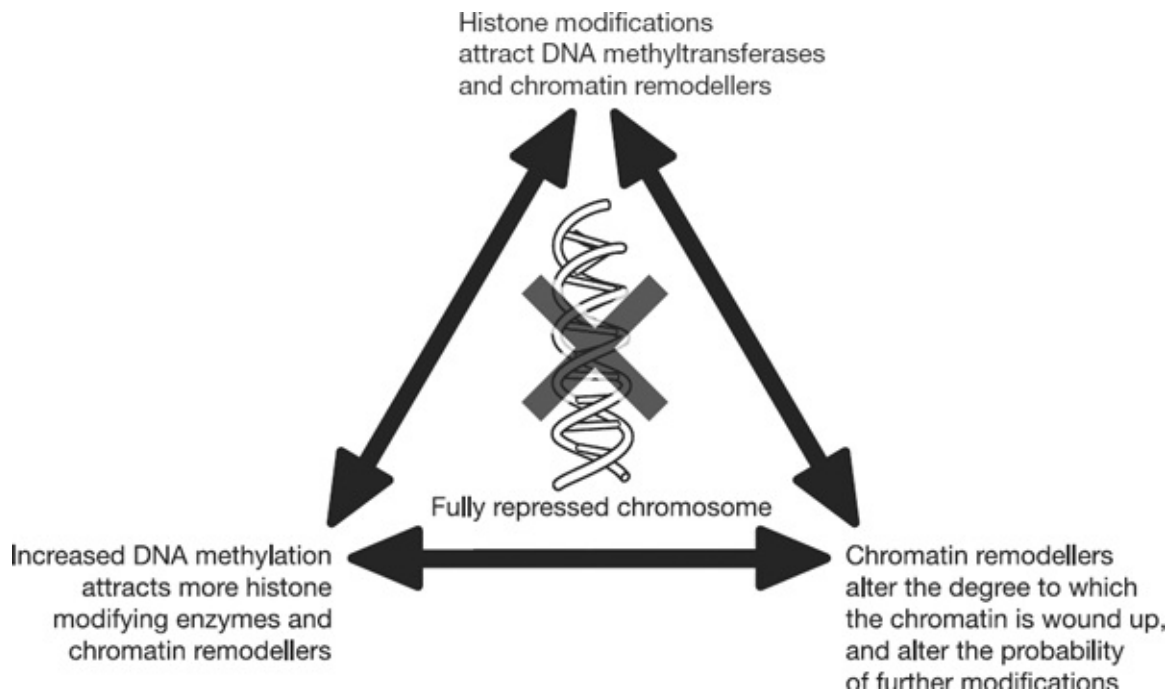 Histone modifications
attract DNA methyltransferases
and chromatin remodellers
Fully repressed chromosome
Increased DNA methylation
attracts more histone
modifying enzymes and
chromatin remodellers
Chromatin remodellers
alter the degree to which
the chromatin is wound up,
and alter the probability
of further modifications